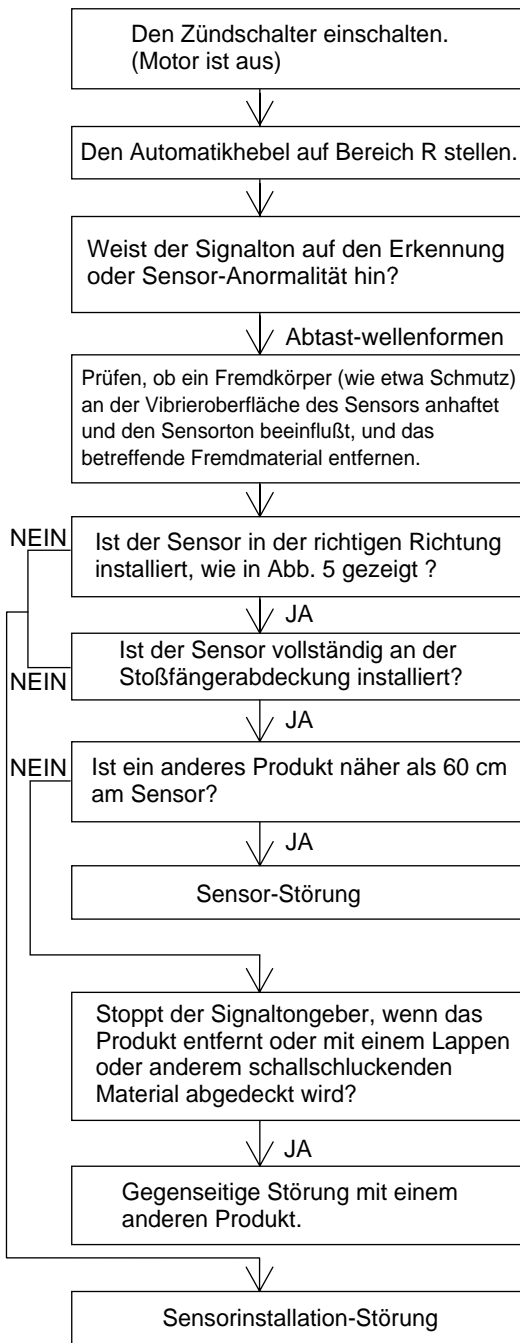 Den Zündschalter einschalten.
(Motor ist aus)
Den Automatikhebel auf Bereich R stellen.
Weist der Signalton auf den Erkennung
oder Sensor-Anormalität hin?
Abtast-wellenformen
Prüfen, ob ein Fremdkörper (wie etwa Schmutz)
an der Vibrieroberfläche des Sensors anhaftet
und den Sensorton beeinflußt, und das
betreffende Fremdmaterial entfernen.
NEIN
Ist der Sensor in der richtigen Richtung
installiert, wie in Abb. 5 gezeigt ?
JA
NEIN
Ist der Sensor vollständig an der
Stoßfängerabdeckung installiert?
JA
NEIN
Ist ein anderes Produkt näher als 60 cm
am Sensor?
JA
Sensor-Störung
Stoppt der Signaltongeber, wenn das
Produkt entfernt oder mit einem Lappen
oder anderem schallschluckenden
Material abgedeckt wird?
JA
Gegenseitige Störung mit einem
anderen Produkt.
Sensorinstallation-Störung